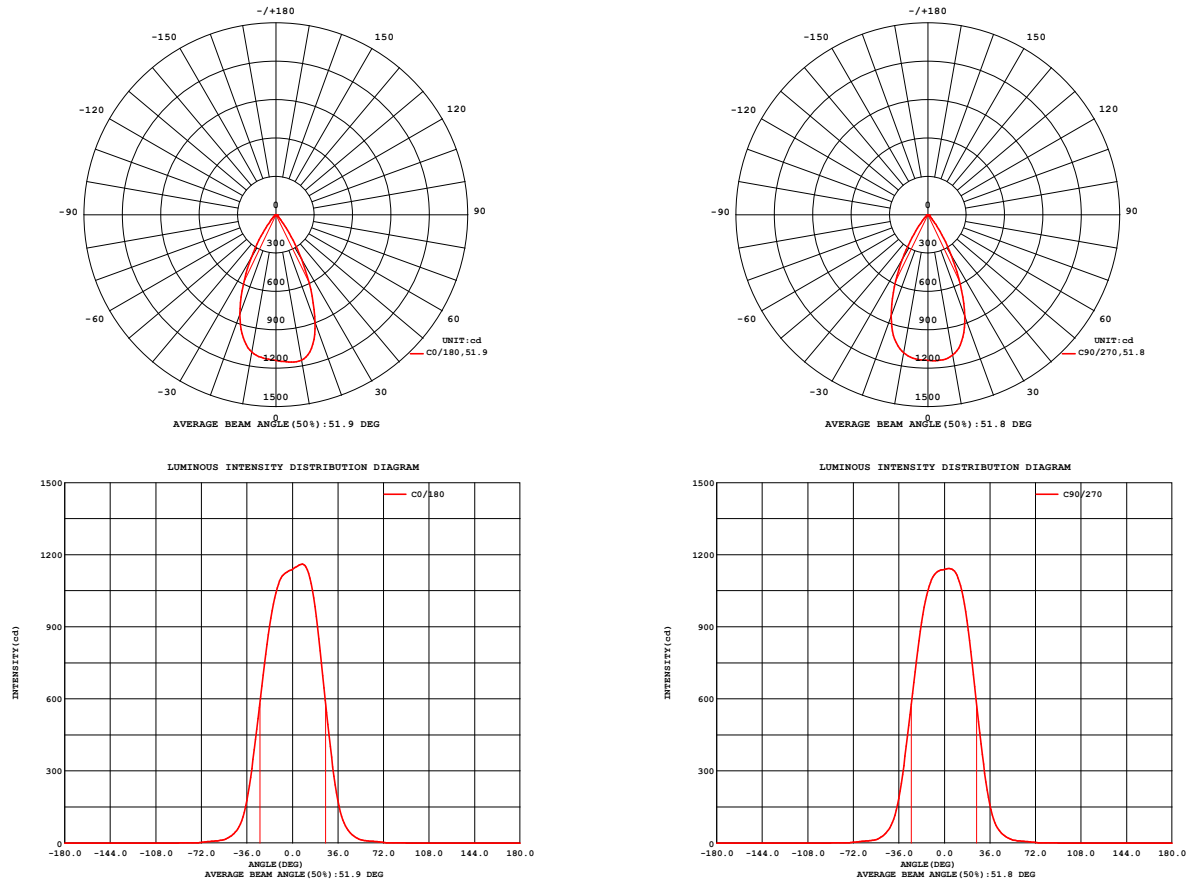 -/+180
-150
150
-120
120
-90
90
-60
60
-30
30
0
0
300
600
900
1200
1500
UNIT:cd
C0/180,51.9
AVERAGE BEAM ANGLE(50%):51.9 DEG
-/+180
-150
150
-120
120
-90
90
-60
60
-30
30
0
0
300
600
900
1200
1500
UNIT:cd
C90/270,51.8
AVERAGE BEAM ANGLE(50%):51.8 DEG
LUMINOUS INTENSITY DISTRIBUTION DIAGRAM
C0/180
INTENSITY(cd)
1500
1200
900
600
300
0
-180.0 -144.0 -108.0 -72.0 -36.0 0.0 36.0 72.0 108.0 144.0 180.0
ANGLE(DEG)
AVERAGE BEAM ANGLE(50%):51.9 DEG
LUMINOUS INTENSITY DISTRIBUTION DIAGRAM
C90/270
INTENSITY(cd)
1500
1200
900
600
300
0
-180.0 -144.0 -108.0 -72.0 -36.0 0.0 36.0 72.0 108.0 144.0 180.0
ANGLE(DEG)
AVERAGE BEAM ANGLE(50%):51.8 DEG